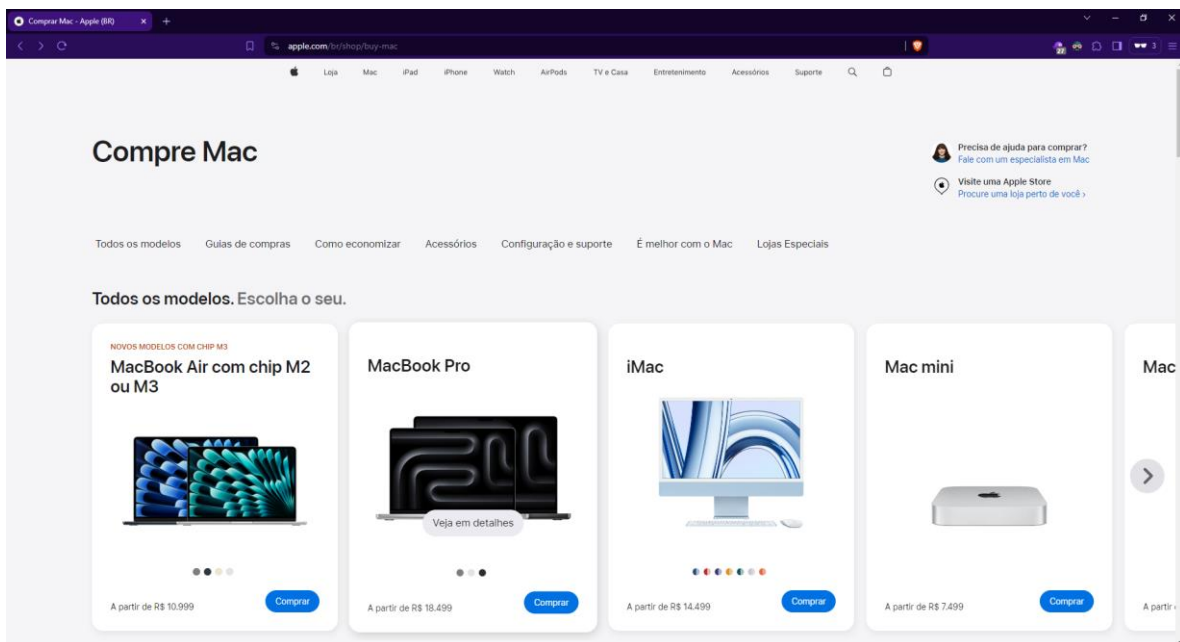 Comprar Mac - Apple (BR)
apple.com/br/shop/buy-mac
27
3
Loja Mac iPad iPhone Watch AirPods TV e Casa Entretenimento Acessórios Suporte
Compre Mac
Precisa de ajuda para comprar?
Fale com um especialista em Mac
Visite uma Apple Store
Procure uma loja perto de você >
Todos os modelos Guias de compras Como economizar Acessórios Configuração e suporte É melhor com o Mac Lojas Especiais
Todos os modelos. Escolha o seu.
NOVOS MODELOS COM CHIP M3
MacBook Air com chip M2
ou M3
A partir de R$ 10.999
Comprar
MacBook Pro
Veja em detalhes
A partir de R$ 18.499
Comprar
iMac
A partir de R$ 14.499
Comprar
Mac mini
A partir de R$ 7.499
Comprar
Mac
A partir